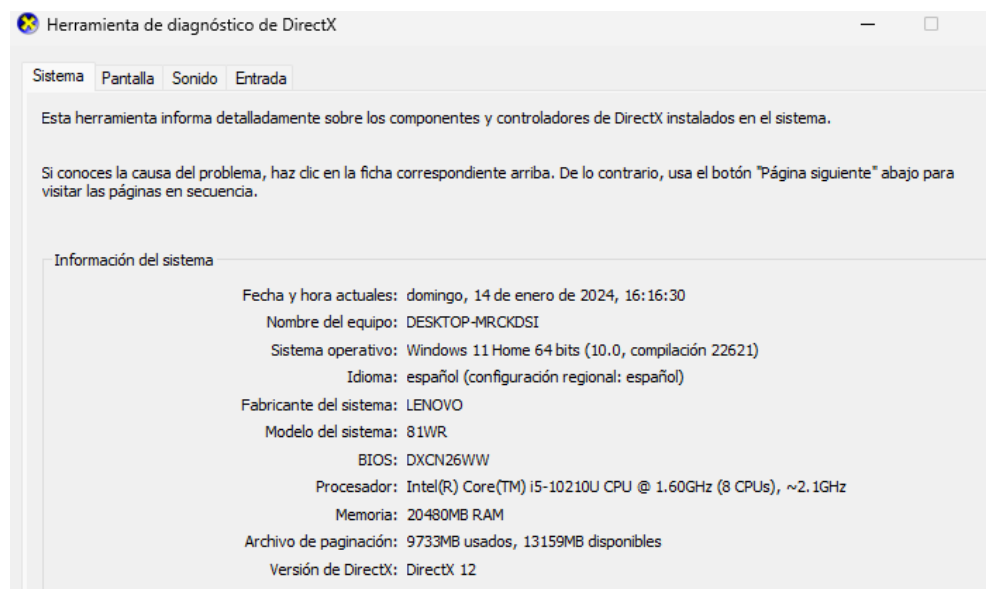 Herramienta de diagnóstico de DirectX
Sistema Pantalla Sonido Entrada
Esta herramienta informa detalladamente sobre los componentes y controladores de DirectX instalados en el sistema.
Si conoces la causa del problema, haz clic en la ficha correspondiente arriba. De lo contrario, usa el botón "Página siguiente" abajo para
visitar las páginas en secuencia.
Información del sistema
Fecha y hora actuales: domingo, 14 de enero de 2024, 16:16:30
Nombre del equipo: DESKTOP-MRCKDSI
Sistema operativo: Windows 11 Home 64 bits (10.0, compilación 22621)
Idioma: español (configuración regional: español)
Fabricante del sistema: LENOVO
Modelo del sistema: 81WR
BIOS: DXCN26WW
Procesador: Intel(R) Core(TM) i5-10210U CPU @ 1.60GHz (8 CPUs), ~2.1GHz
Memoria: 20480MB RAM
Archivo de paginación: 9733MB usados, 13159MB disponibles
Versión de DirectX: DirectX 12